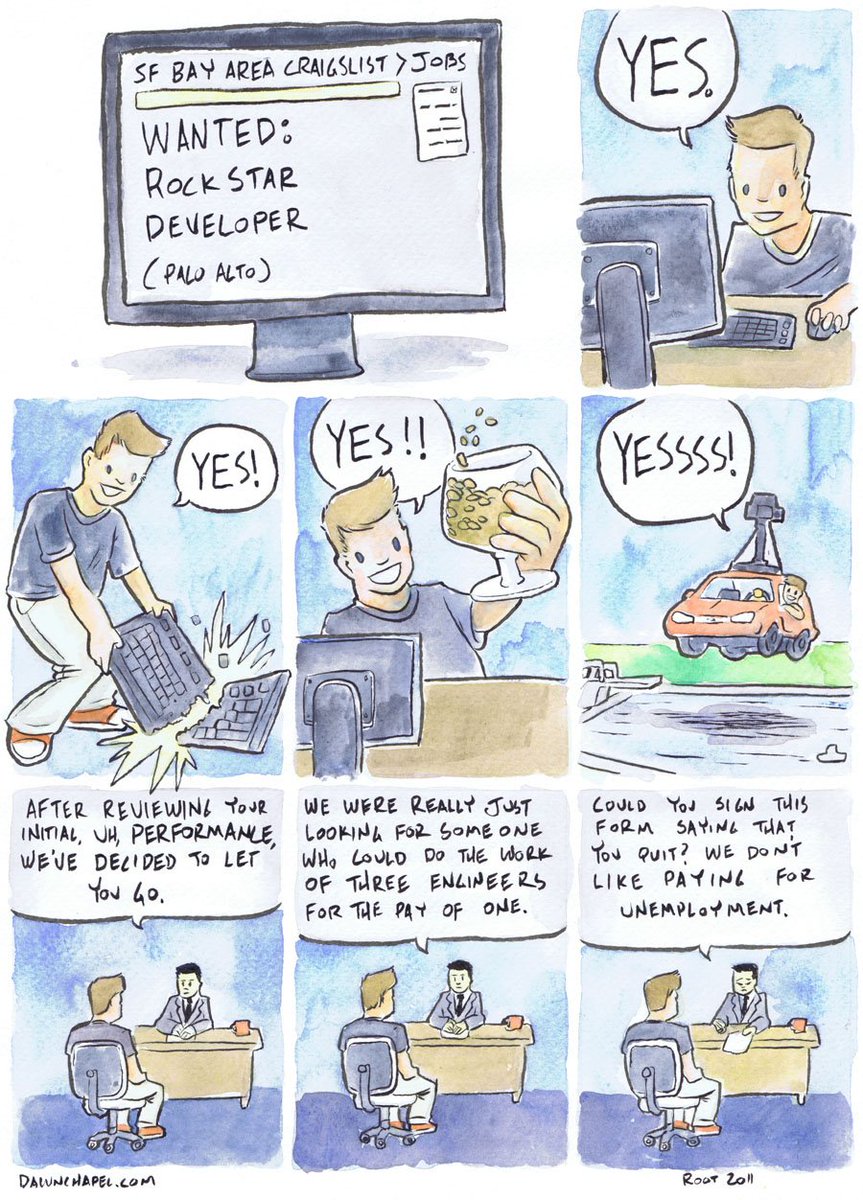 SF BAY AREA CRAIGSLIST > JOBS
WANTED:
ROCK STAR
DEVELOPER
(PALO ALTO)
YES.
YES!
YES!!
YESSSS!
AFTER REVIEWING YOUR
INITIAL, UH, PERFORMANCE,
WE'VE DECIDED TO LET
YOU GO.
WE WERE REALLY JUST
LOOKING FOR SOMEONE
WHO COULD DO THE WORK
OF THREE ENGINEERS
FOR THE PAY OF ONE.
COULD YOU SIGN THIS
FORM SAYING THAT
YOU QUIT? WE DON'T
LIKE PAYING FOR
UNEMPLOYMENT.
DALUNCHAPEL.COM
ROOT 2011